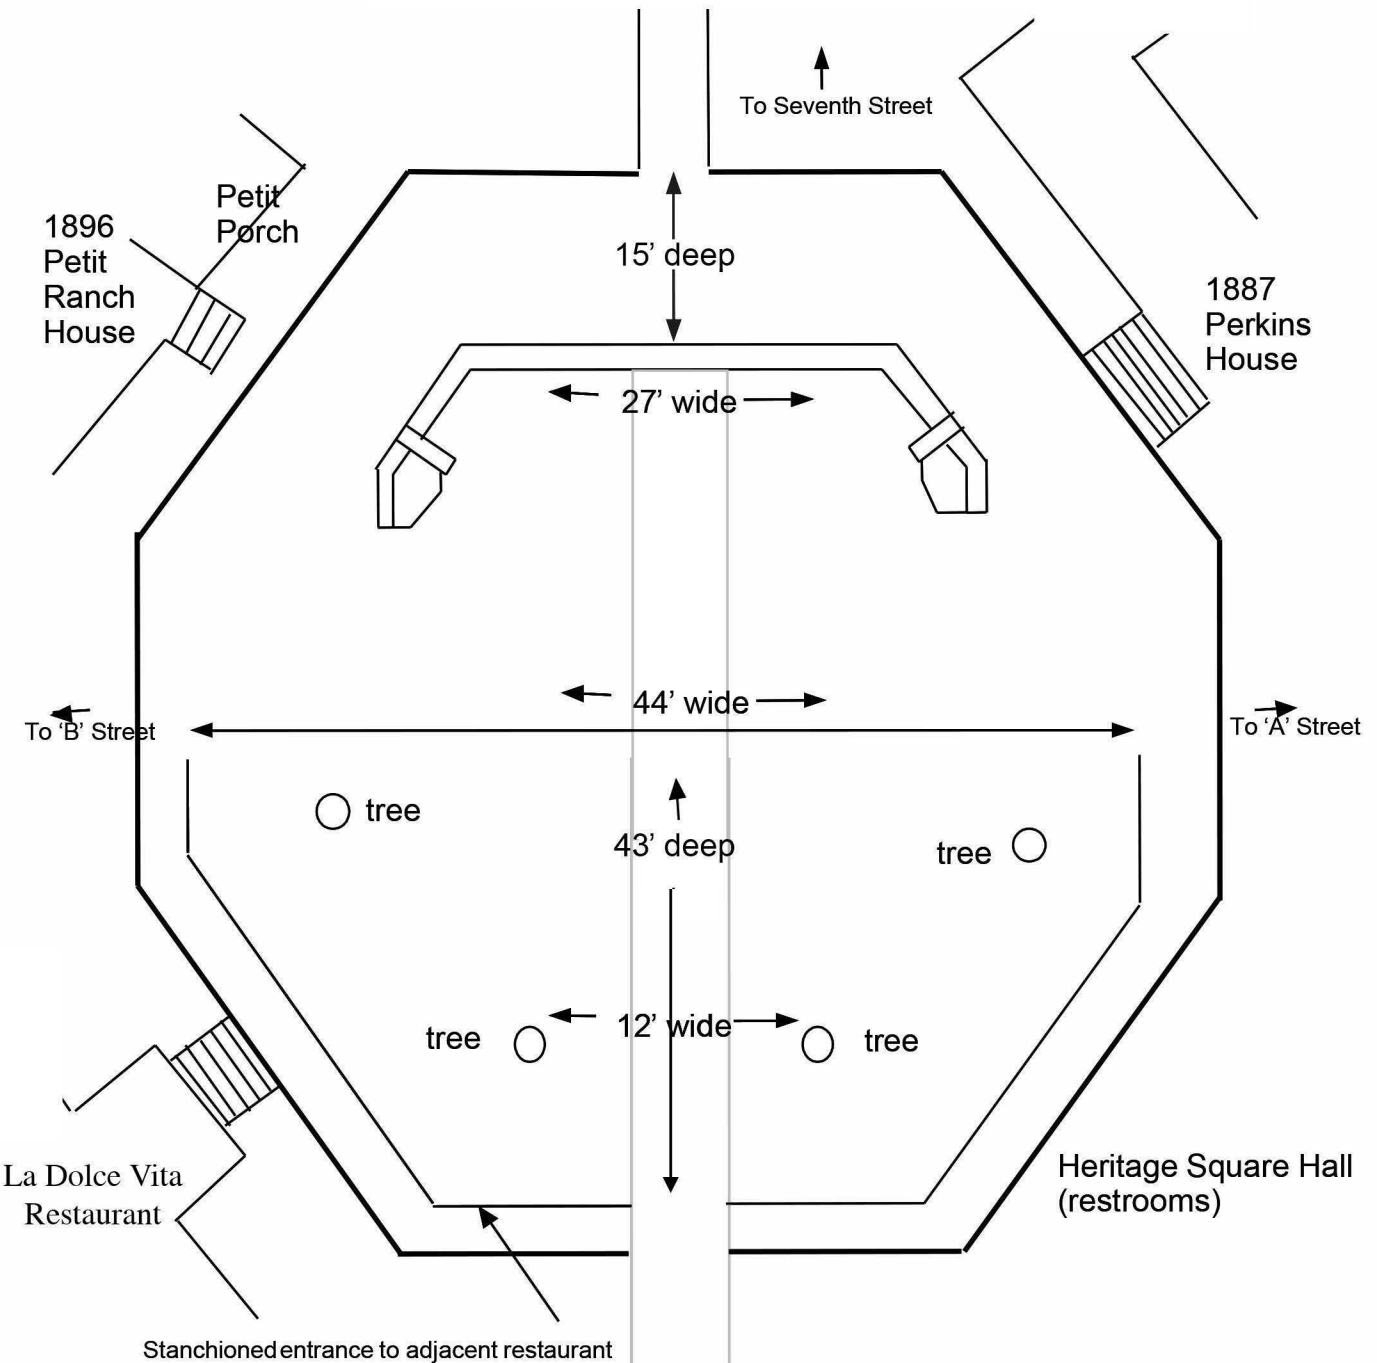 To Seventh Street
Petit
Porch
1896
Petit
Ranch
House
15’ deep
1887
Perkins
House
27’ wide
44’ wide
To ‘B’ Street
To ‘A’ Street
tree
43’ deep
tree
tree
12’ wide
tree
La Dolce Vita
Restaurant
Heritage Square Hall
(restrooms)
Stanchioned entrance to adjacent restaurant